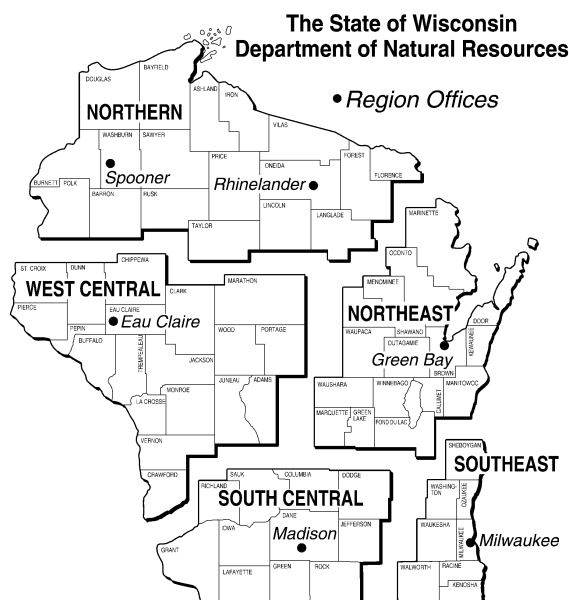 The State of Wisconsin
Department of Natural Resources
Region Offices
BAYFIELD
DOUGLAS
ASHLAND
IRON
NORTHERN
VILAS
WASHBURN
SAWYER
PRICE
FOREST
ONEIDA
FLORENCE
Spooner
Rhinelander
BURNETT
POLK
BARRON
RUSK
LINCOLN
LANGLADE
TAYLOR
MARINETTE
OCONTO
CHIPPEWA
ST. CROIX
DUNN
MARATHON
MENOMINEE
WEST CENTRAL
CLARK
NORTHEAST
PIERCE
EAU CLAIRE
Eau Claire
DOOR
PEPIN
WOOD
PORTAGE
WAUPACA
SHAWANO
BUFFALO
TREMPEALEAU
OUTAGAMIE
KEWAUNEE
Green Bay
JACKSON
BROWN
JUNEAU
ADAMS
WAUSHARA
WINNEBAGO
MANITOWOC
MONROE
CALUMET
LA CROSSE
MARQUETTE
GREEN
LAKE
FOND DU LAC
VERNON
SHEBOYGAN
SOUTHEAST
CRAWFORD
SAUK
COLUMBIA
DODGE
RICHLAND
SOUTH CENTRAL
WASHING-
TON
OZAUKEE
DANE
IOWA
JEFFERSON
WAUKESHA
Madison
MILWAUKEE
Milwaukee
GRANT
LAFAYETTE
GREEN
ROCK
WALWORTH
RACINE
KENOSHA